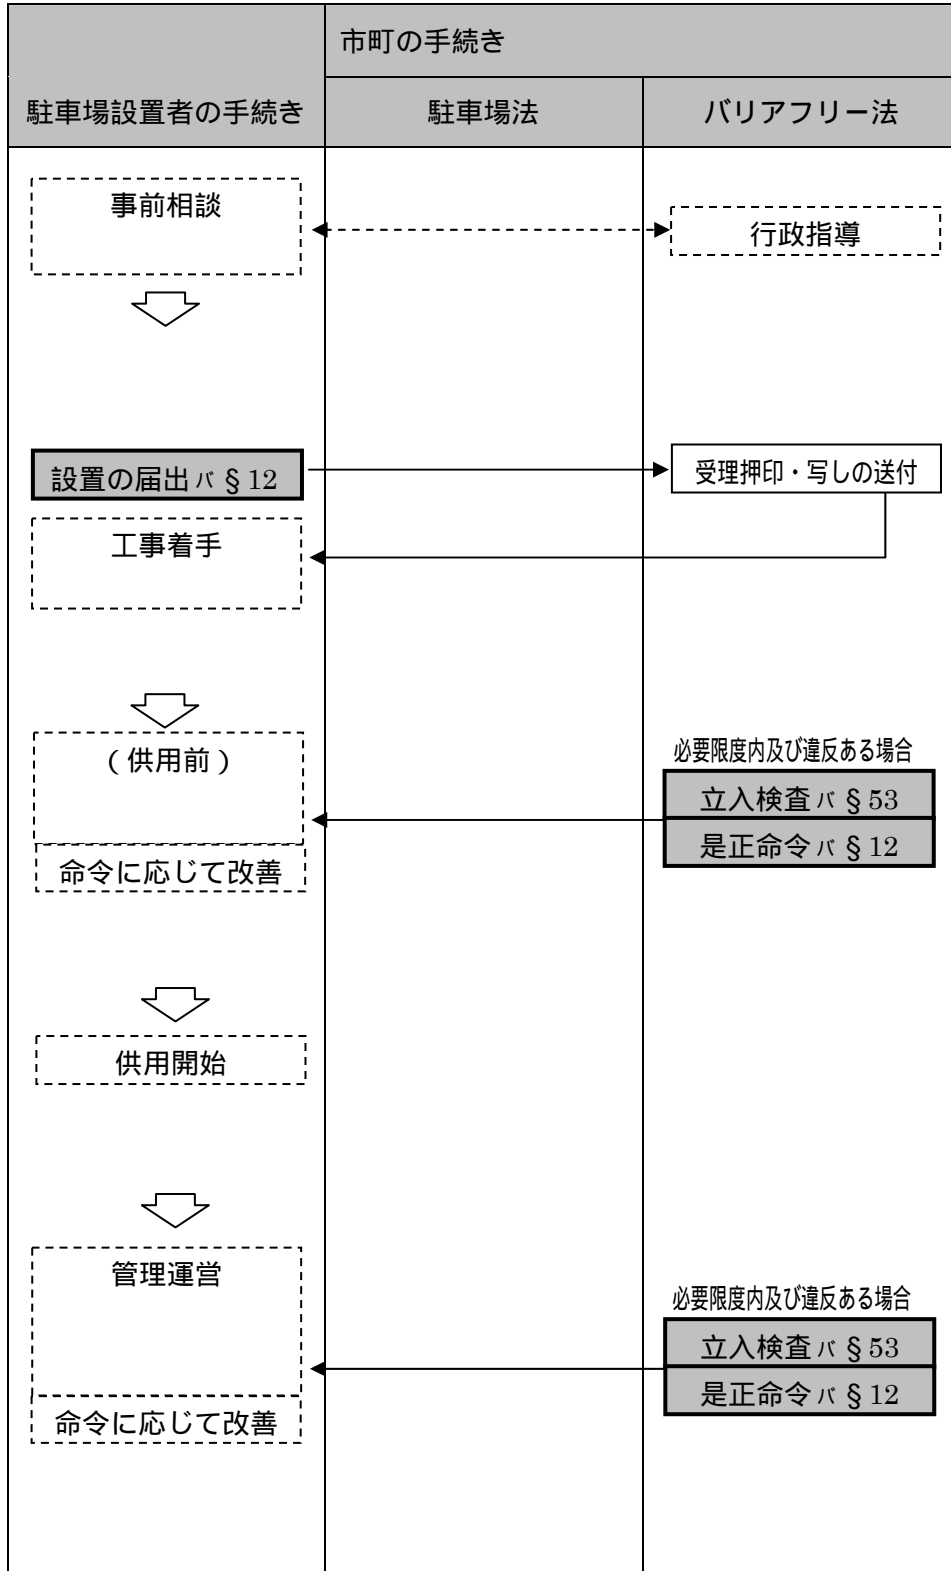 市町の手続き
駐車場設置者の手続き
駐車場法
バリアフリー法
事前相談
行政指導
設置の届出バ§12
受理押印・写しの送付
工事着手
(供用前)
必要限度内及び違反ある場合
立入検査バ§53
是正命令バ§12
命令に応じて改善
供用開始
管理運営
必要限度内及び違反ある場合
立入検査バ§53
是正命令バ§12
命令に応じて改善